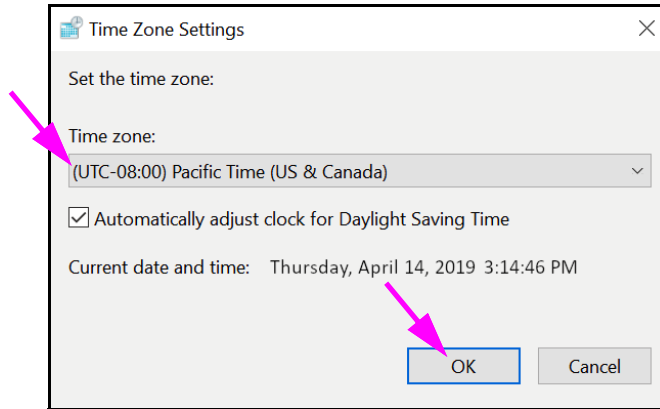 Time Zone Settings
Set the time zone:
Time zone:
(UTC-08:00) Pacific Time (US & Canada)
Automatically adjust clock for Daylight Saving Time
Current date and time: Thursday, April 14, 2019 3:14:46 PM
OK Cancel